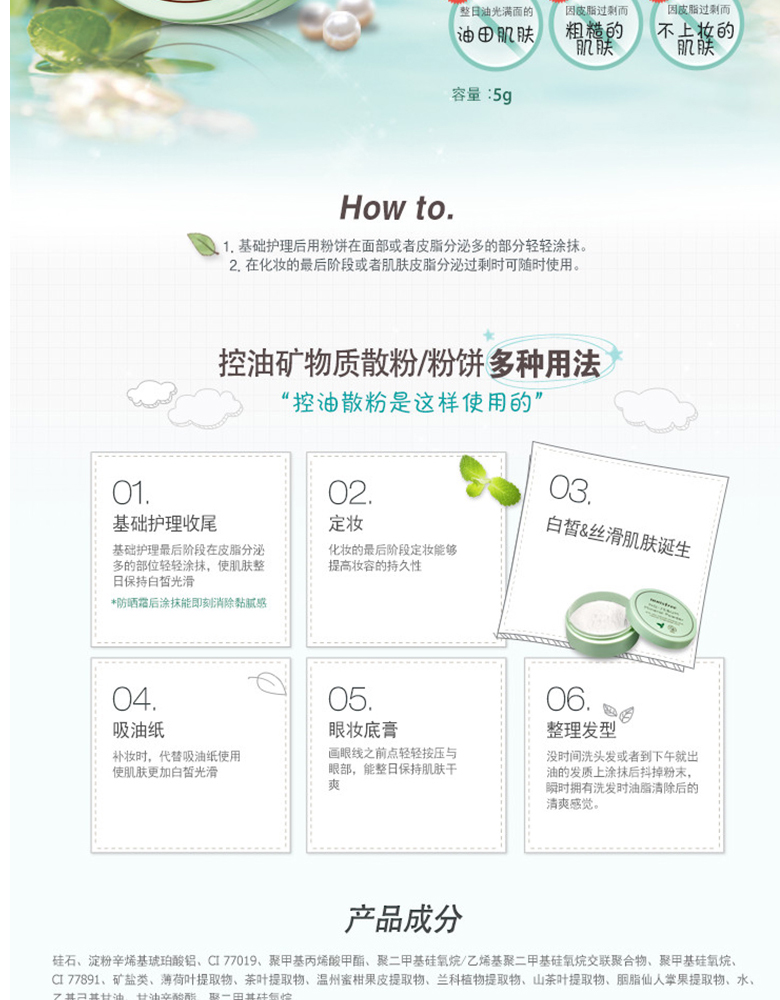 整日油光满面的
油田肌肤
因皮脂过剩而
粗糙的
肌肤
因皮脂过剩而
不上妆的
肌肤
容量：5g
How to.
1. 基础护理后用粉饼在面部或者皮脂分泌多的部分轻轻涂抹。
2. 在化妆的最后阶段或者肌肤皮脂分泌过剩时可随时使用。
控油矿物质散粉/粉饼多种用法
“控油散粉是这样使用的”
01.
基础护理收尾
基础护理最后阶段在皮脂分泌
多的部位轻轻涂抹，使肌肤整
日保持白皙光滑
*防晒霜后涂抹能即刻消除黏腻感
02.
定妆
化妆的最后阶段定妆能够
提高妆容的持久性
03.
白皙&丝滑肌肤诞生
innisfree
04.
吸油纸
补妆时，代替吸油纸使用
使肌肤更加白皙光滑
05.
眼妆底膏
画眼线之前点轻轻按压与
眼部，能整日保持肌肤干
爽
06.
整理发型
没时间洗头发或者到下午就出
油的发质上涂抹后抖掉粉末，
瞬时拥有洗发时油脂清除后的
清爽感觉。
产品成分
硅石、淀粉辛烯基琥珀酸铝、CI 77019、聚甲基丙烯酸甲酯、聚二甲基硅氧烷/乙烯基聚二甲基硅氧烷交联聚合物、聚甲基硅氧烷、
CI 77891、矿盐类、薄荷叶提取物、茶叶提取物、温州蜜柑果皮提取物、兰科植物提取物、山茶叶提取物、胭脂仙人掌果提取物、水、
乙基己基甘油、甘油辛酸酯、聚二甲基硅氧烷